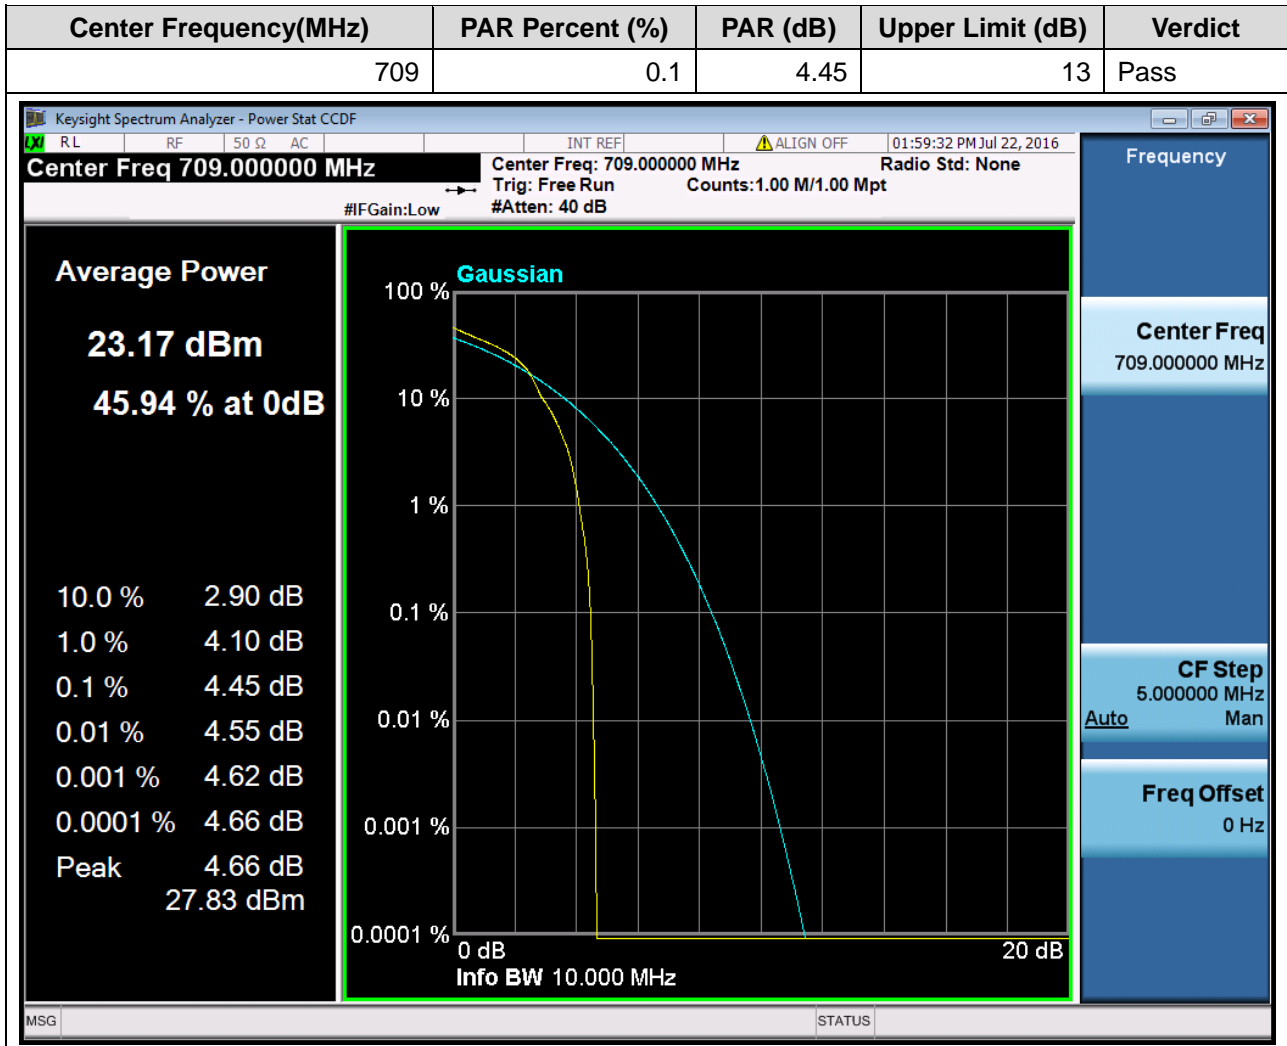 Center Frequency(MHz) PAR Percent (%) PAR (dB) Upper Limit (dB) Verdict
709 0.1 4.45 13 Pass
Keysight Spectrum Analyzer - Power Stat CCDF
LXI RL RF 50 Ω AC INT REF ALIGN OFF 01:59:32 PM Jul 22, 2016
Center Freq 709.000000 MHz
Center Freq: 709.000000 MHz Radio Std: None
Trig: Free Run Counts:1.00 M/1.00 Mpt
#IFGain:Low #Atten: 40 dB
Frequency
Average Power
23.17 dBm
45.94 % at 0dB
10.0 % 2.90 dB
1.0 % 4.10 dB
0.1 % 4.45 dB
0.01 % 4.55 dB
0.001 % 4.62 dB
0.0001 % 4.66 dB
Peak 4.66 dB
27.83 dBm
Gaussian
100 %
10 %
1 %
0.1 %
0.01 %
0.001 %
0.0001 %
0 dB 20 dB
Info BW 10.000 MHz
Center Freq
709.000000 MHz
CF Step
5.000000 MHz
Auto Man
Freq Offset
0 Hz
MSG STATUS